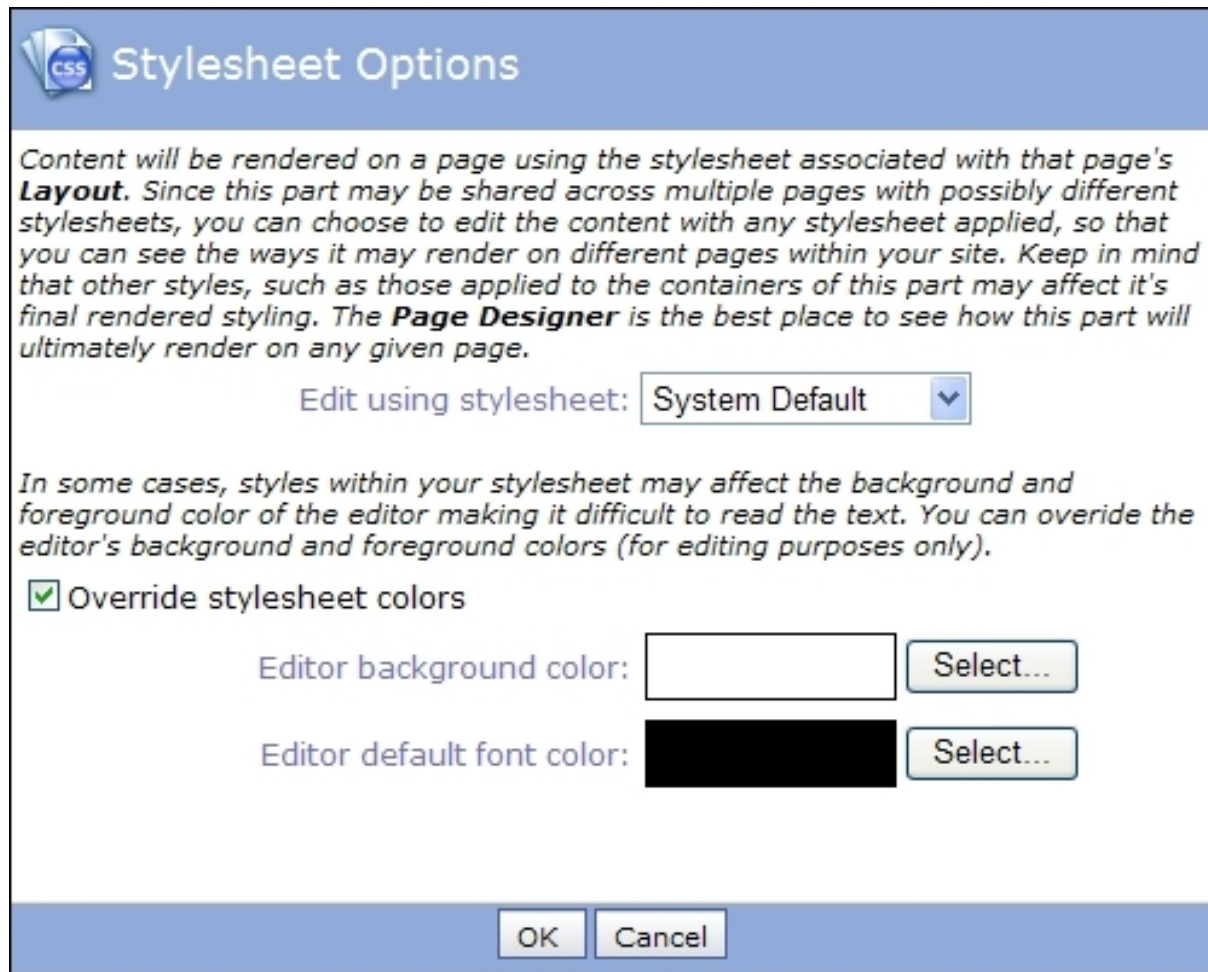 css
Stylesheet Options
Content will be rendered on a page using the stylesheet associated with that page's
Layout. Since this part may be shared across multiple pages with possibly different
stylesheets, you can choose to edit the content with any stylesheet applied, so that
you can see the ways it may render on different pages within your site. Keep in mind
that other styles, such as those applied to the containers of this part may affect it's
final rendered styling. The Page Designer is the best place to see how this part will
ultimately render on any given page.
Edit using stylesheet: System Default
In some cases, styles within your stylesheet may affect the background and
foreground color of the editor making it difficult to read the text. You can overide the
editor's background and foreground colors (for editing purposes only).
Override stylesheet colors
Editor background color: Select...
Editor default font color: Select...
OK Cancel